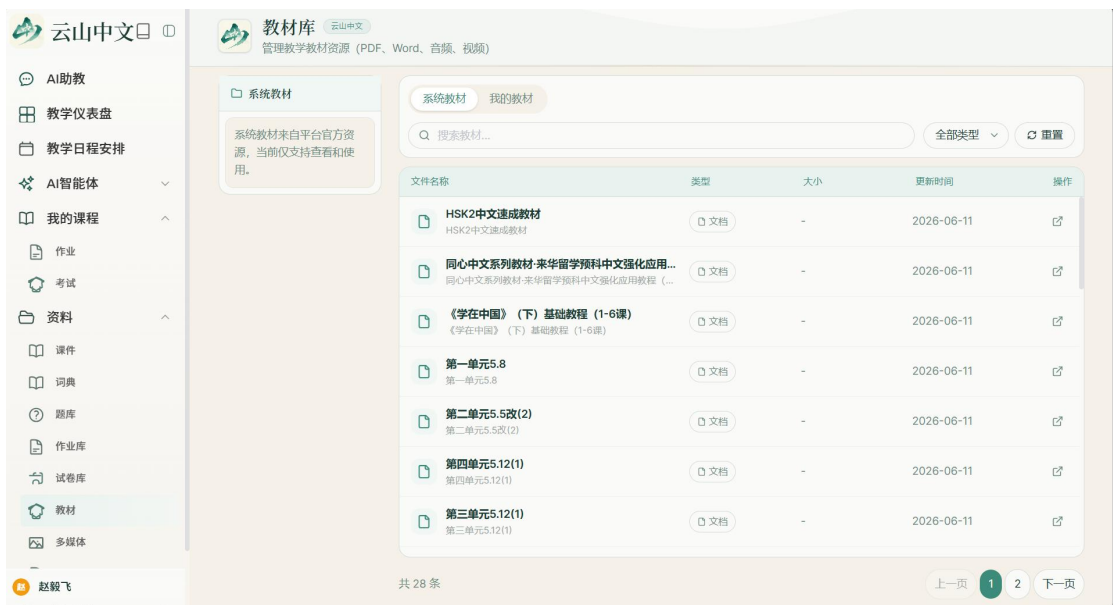 云山中文
AI助教
教学仪表盘
教学日程安排
AI智能体
我的课程
作业
考试
资料
课件
词典
题库
作业库
试卷库
教材
多媒体
赵 赵毅飞
教材库 云山中文
管理教学教材资源（PDF、Word、音频、视频）
系统教材
系统教材来自平台官方资
源，当前仅支持查看和使
用。
系统教材 我的教材
搜索教材... 全部类型 重置
文件名称 类型 大小 更新时间 操作
HSK2中文速成教材
HSK2中文速成教材
文档 - 2026-06-11
同心中文系列教材·来华留学预科中文强化应用...
同心中文系列教材·来华留学预科中文强化应用教程（...
文档 - 2026-06-11
《学在中国》（下）基础教程（1-6课）
《学在中国》（下）基础教程（1-6课）
文档 - 2026-06-11
第一单元5.8
第一单元5.8
文档 - 2026-06-11
第二单元5.5改(2)
第二单元5.5改(2)
文档 - 2026-06-11
第四单元5.12(1)
第四单元5.12(1)
文档 - 2026-06-11
第三单元5.12(1)
第三单元5.12(1)
文档 - 2026-06-11
共 28 条
上一页 1 2 下一页